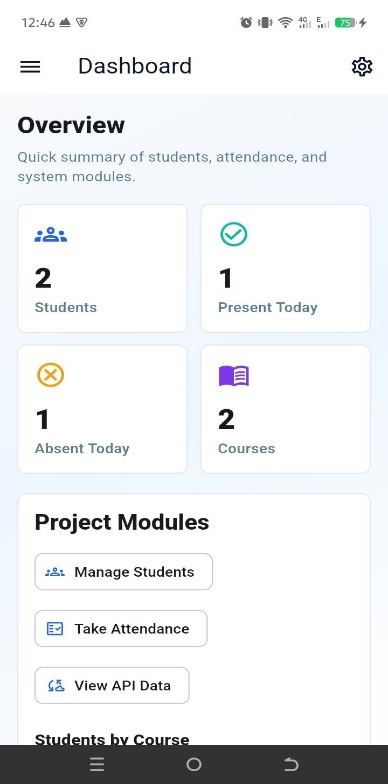 12:46
4G E 75
Dashboard
Overview
Quick summary of students, attendance, and
system modules.
2
Students
1
Present Today
1
Absent Today
2
Courses
Project Modules
Manage Students
Take Attendance
View API Data
Students by Course